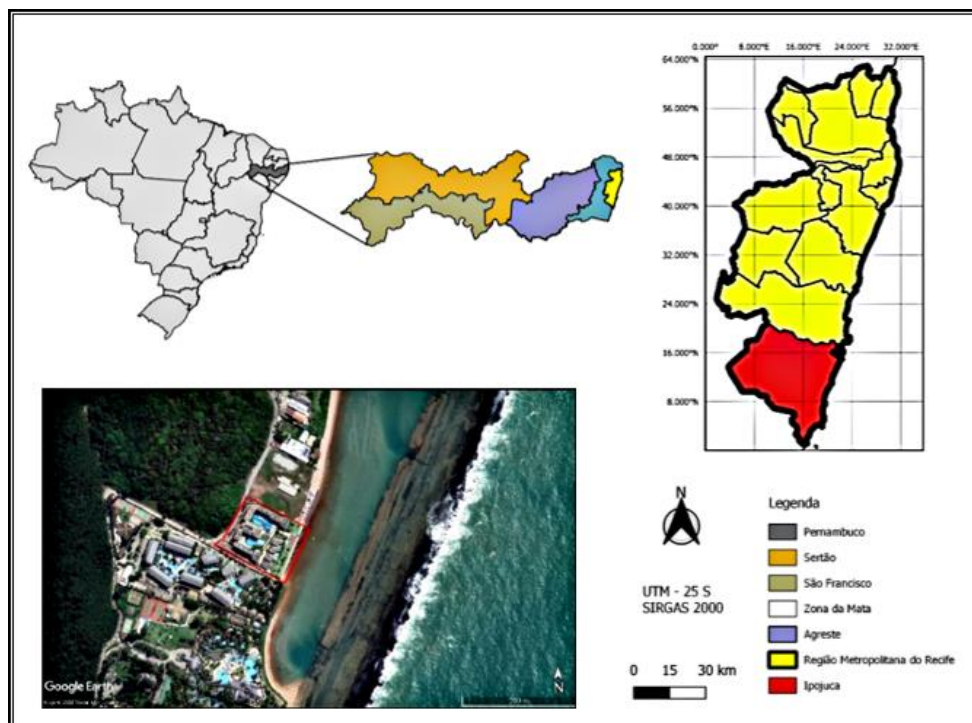 0.000°E 8.000°E 16.000°E 24.000°E 32.000°E
64.000°N
56.000°N
48.000°N
40.000°N
32.000°N
24.000°N
16.000°N
8.000°N
Google Earth
N
N
UTM - 25 S
SIRGAS 2000
0 15 30 km
Legenda
Pernambuco
Sertão
São Francisco
Zona da Mata
Agreste
Região Metropolitana do Recife
Ipojuca